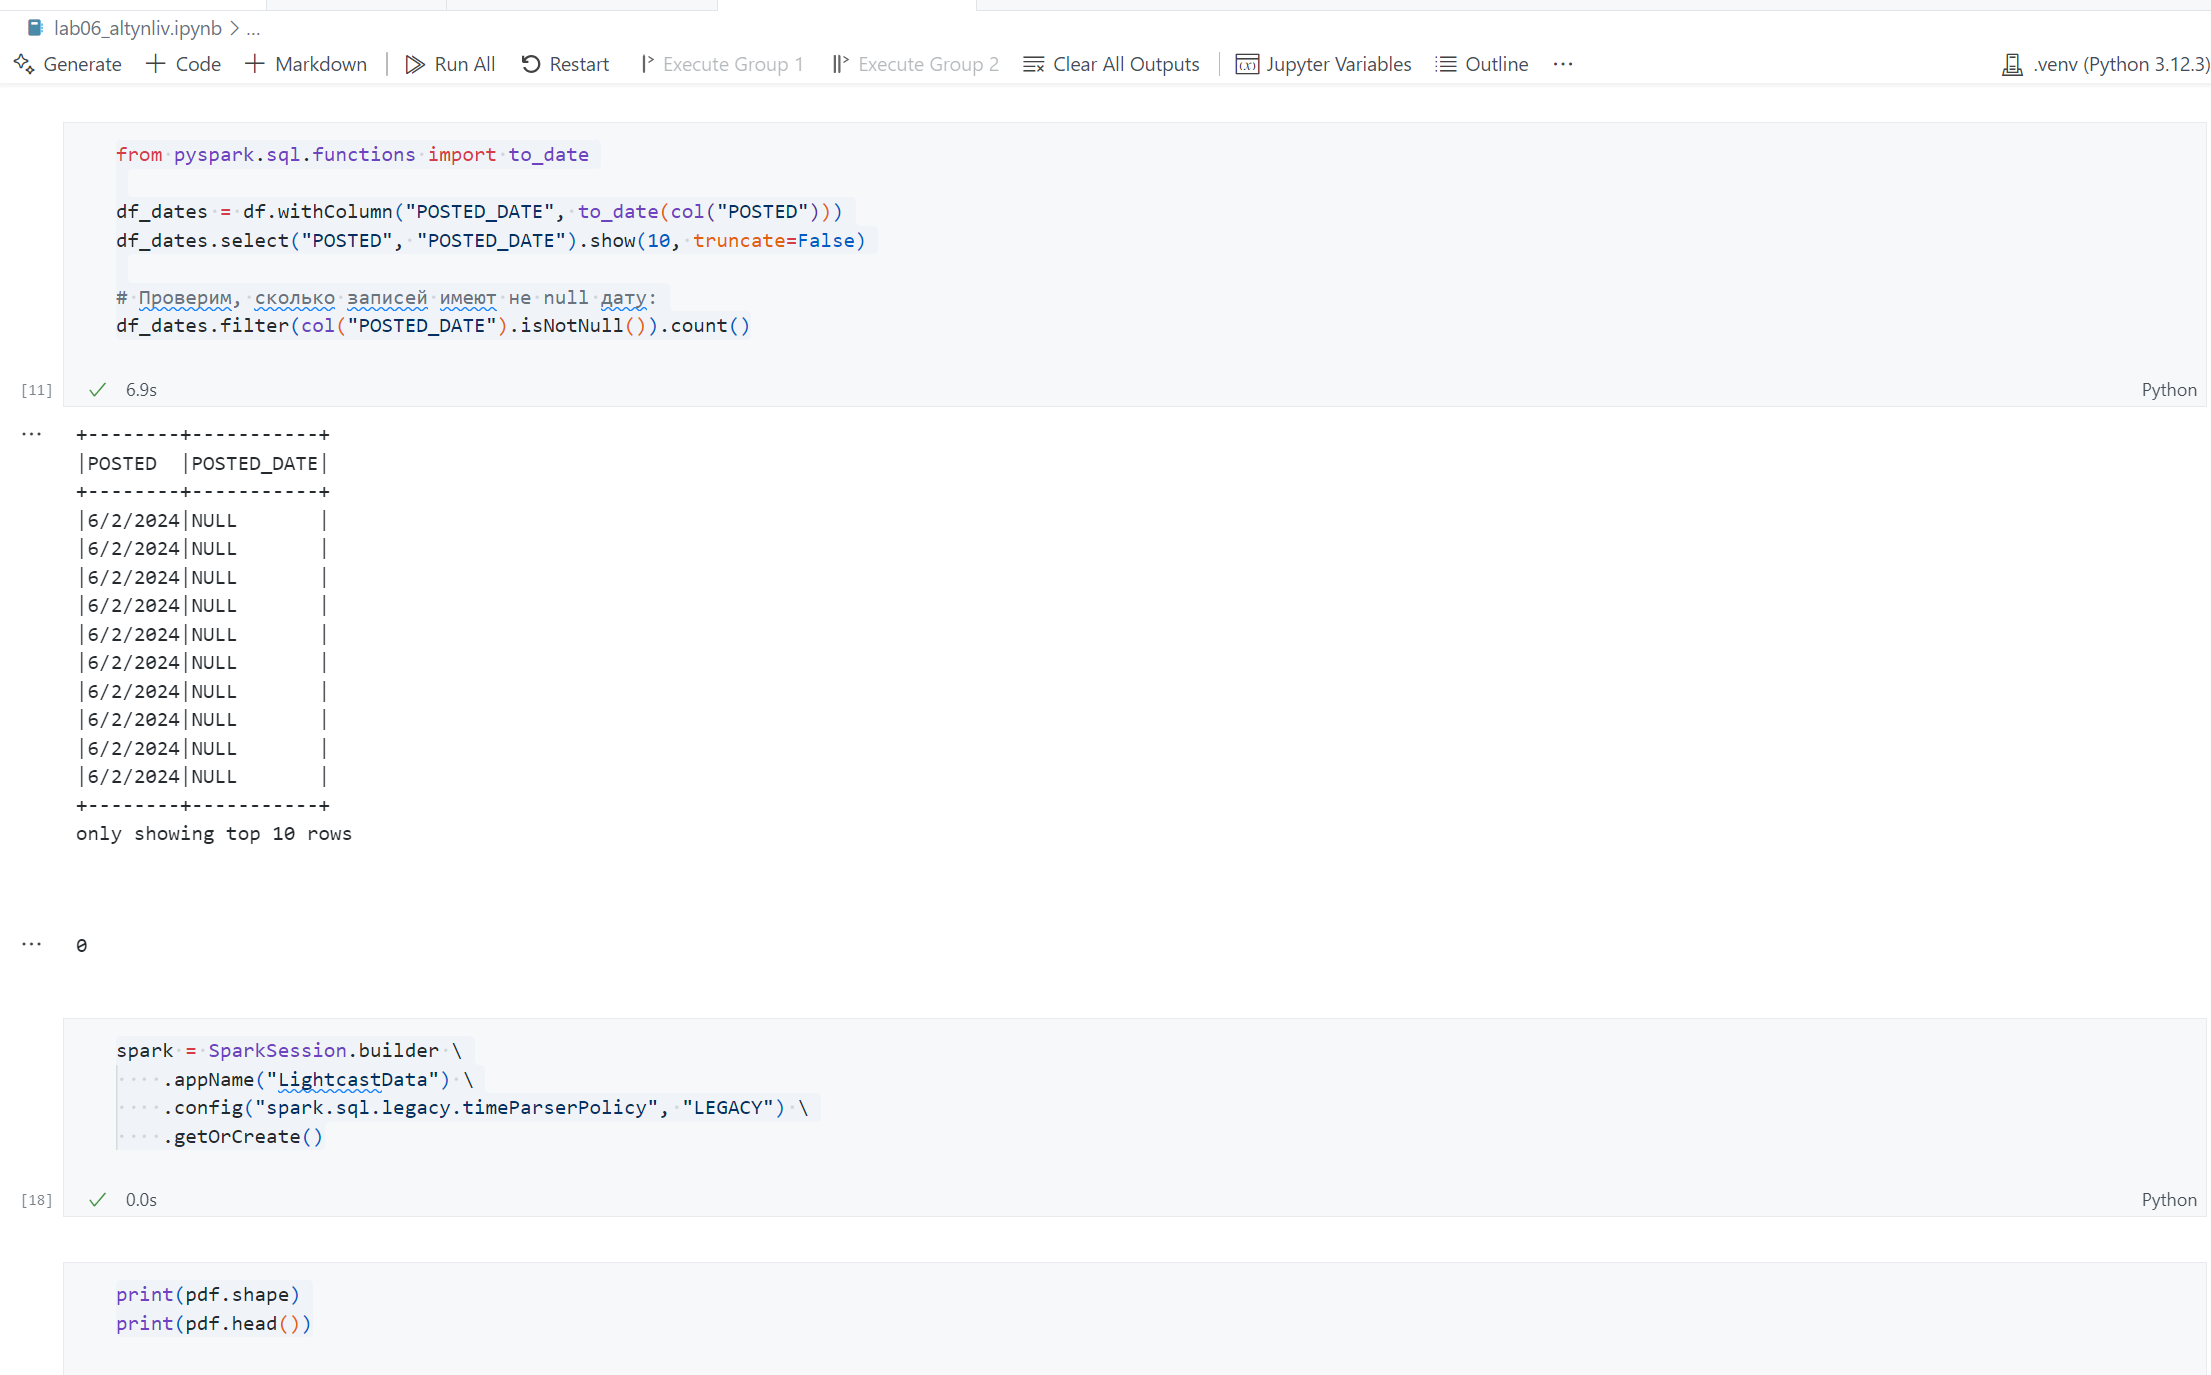 lab06_altynliv.ipynb > ...
Generate + Code + Markdown | Run All Restart Execute Group 1 Execute Group 2 Clear All Outputs | Jupyter Variables Outline ... .venv (Python 3.12.3)
from pyspark.sql.functions import to_date
df_dates = df.withColumn("POSTED_DATE", to_date(col("POSTED")))
df_dates.select("POSTED", "POSTED_DATE").show(10, truncate=False)
# Проверим, сколько записей имеют не null дату:
df_dates.filter(col("POSTED_DATE").isNotNull()).count()
[11] ✓ 6.9s Python
... +--------+-----------+
|POSTED  |POSTED_DATE|
+--------+-----------+
|6/2/2024|NULL       |
|6/2/2024|NULL       |
|6/2/2024|NULL       |
|6/2/2024|NULL       |
|6/2/2024|NULL       |
|6/2/2024|NULL       |
|6/2/2024|NULL       |
|6/2/2024|NULL       |
|6/2/2024|NULL       |
|6/2/2024|NULL       |
+--------+-----------+
only showing top 10 rows
... 0
spark = SparkSession.builder \
    .appName("LightcastData") \
    .config("spark.sql.legacy.timeParserPolicy", "LEGACY") \
    .getOrCreate()
[18] ✓ 0.0s Python
print(pdf.shape)
print(pdf.head())